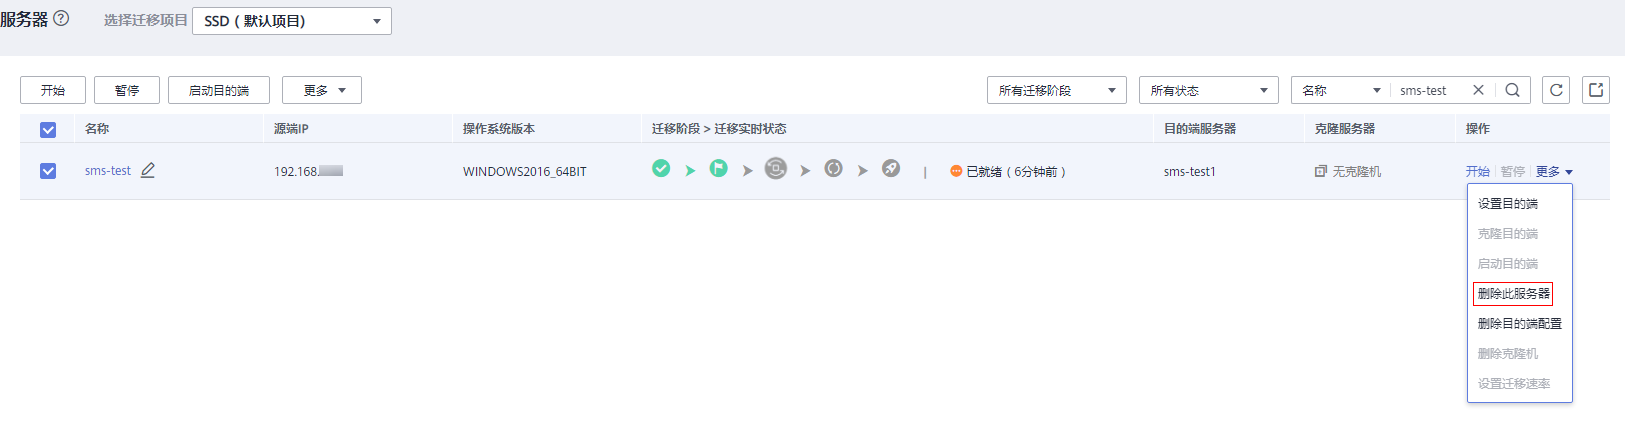 服务器 ? 选择迁移项目 SSD（默认项目）
开始 暂停 启动目的端 更多 所有迁移阶段 所有状态 名称 sms-test
名称 源端IP 操作系统版本 迁移阶段 > 迁移实时状态 目的端服务器 克隆服务器 操作
sms-test 192.168. WINDOWS2016_64BIT | 已就绪（6分钟前） sms-test1 无克隆机 开始 | 暂停 | 更多
设置目的端
克隆目的端
启动目的端
删除此服务器
删除目的端配置
删除克隆机
设置迁移速率